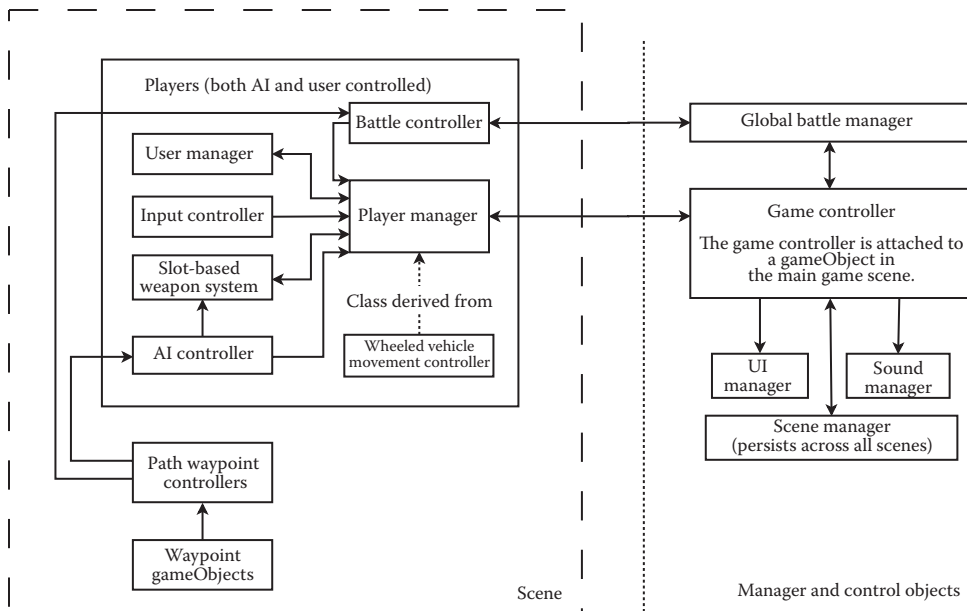 Players (both AI and user controlled)
Battle controller
User manager
Input controller
Player manager
Slot-based
weapon system
Class derived from
AI controller
Wheeled vehicle
movement controller
Path waypoint
controllers
Waypoint
gameObjects
Scene
Global battle manager
Game controller
The game controller is attached to
a gameObject in
the main game scene.
UI
manager
Sound
manager
Scene manager
(persists across all scenes)
Manager and control objects